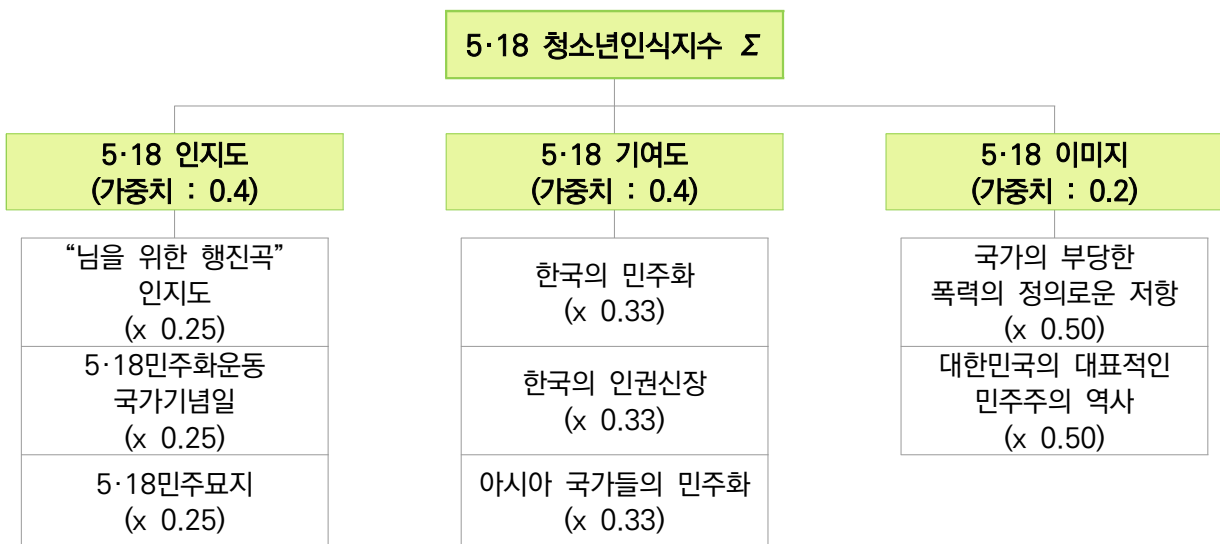 5·18 청소년인식지수 Σ
5·18 인지도
(가중치 : 0.4)
“님을 위한 행진곡”
인지도
(x 0.25)
5·18민주화운동
국가기념일
(x 0.25)
5·18민주묘지
(x 0.25)
5·18 기여도
(가중치 : 0.4)
한국의 민주화
(x 0.33)
한국의 인권신장
(x 0.33)
아시아 국가들의 민주화
(x 0.33)
5·18 이미지
(가중치 : 0.2)
국가의 부당한
폭력의 정의로운 저항
(x 0.50)
대한민국의 대표적인
민주주의 역사
(x 0.50)